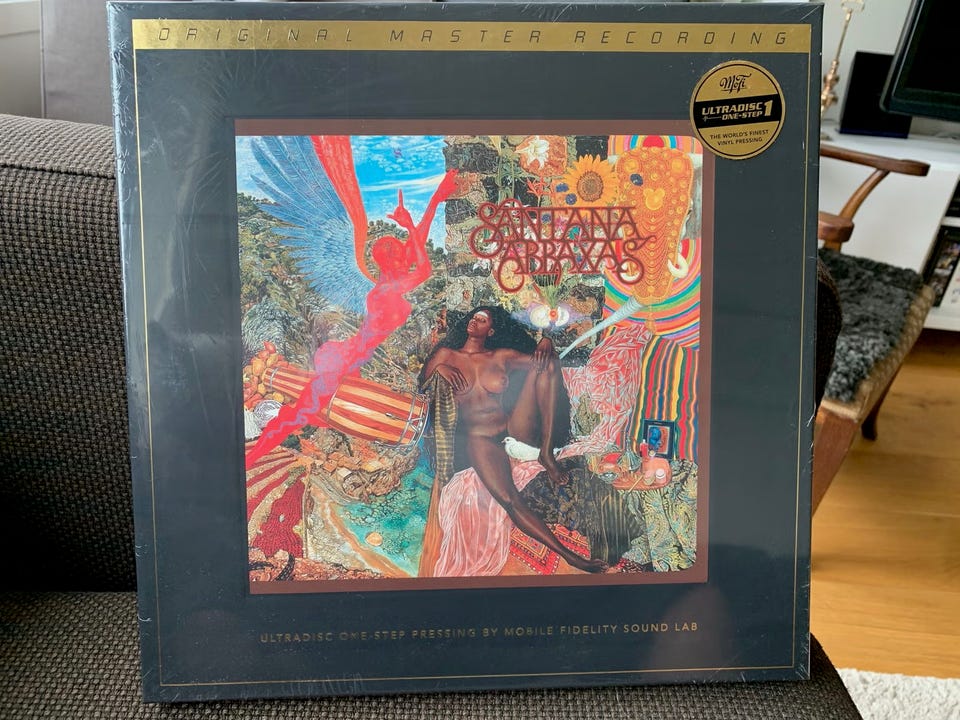 ORIGINAL MASTER RECORDING
MoFi
ULTRADISC
ONE-STEP 1
THE WORLD'S FINEST
VINYL PRESSING
SANTANA
ABRAXAS
ULTRADISC ONE-STEP PRESSING BY MOBILE FIDELITY SOUND LAB